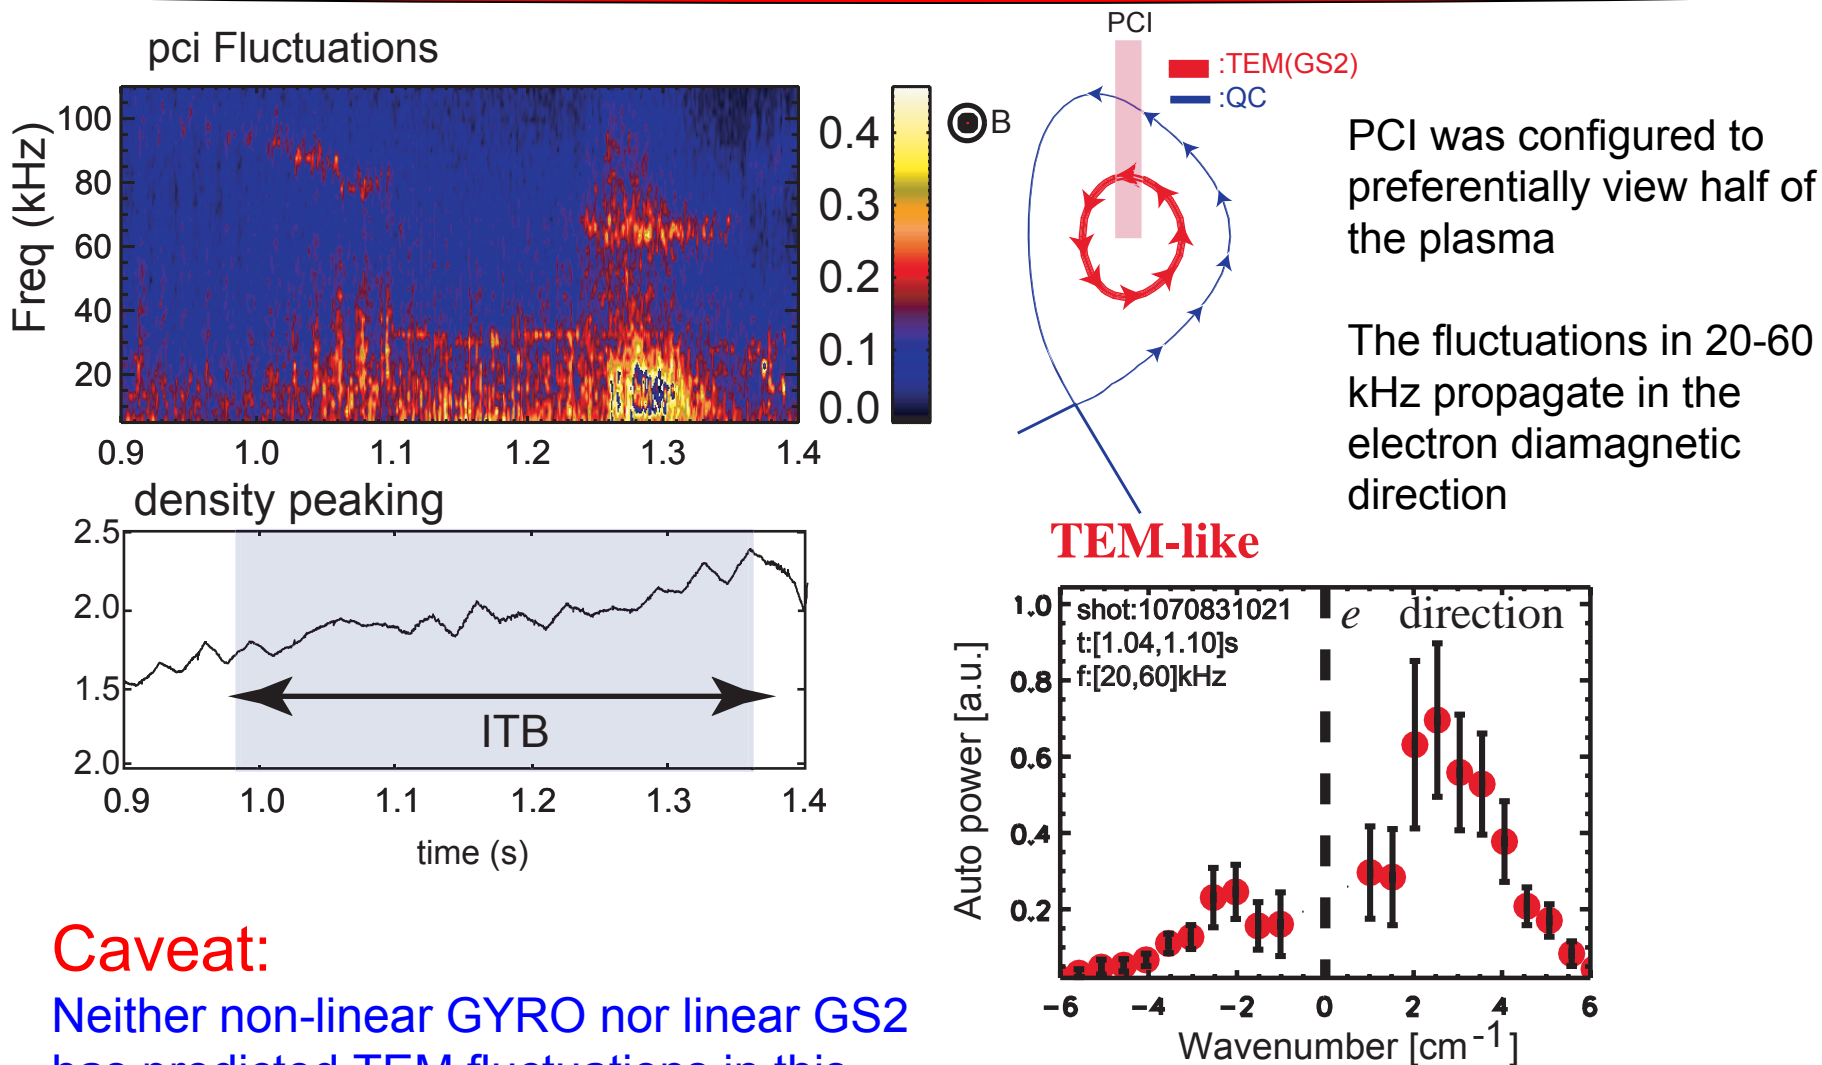 pci Fluctuations
Freq (kHz)
100
80
60
40
20
0.9 1.0 1.1 1.2 1.3 1.4
0.4
0.3
0.2
0.1
0.0
density peaking
2.5
2.0
1.5
2.0
ITB
0.9 1.0 1.1 1.2 1.3 1.4
time (s)
PCI
:TEM(GS2)
:QC
B
PCI was configured to
preferentially view half of
the plasma
The fluctuations in 20-60
kHz propagate in the
electron diamagnetic
direction
TEM-like
shot:1070831021
t:[1.04,1.10]s
f:[20,60]kHz
e direction
Auto power [a.u.]
1.0
0.8
0.6
0.4
0.2
−6 −4 −2 0 2 4 6
Wavenumber [cm⁻¹]
Caveat:
Neither non-linear GYRO nor linear GS2
has predicted TEM fluctuations in this